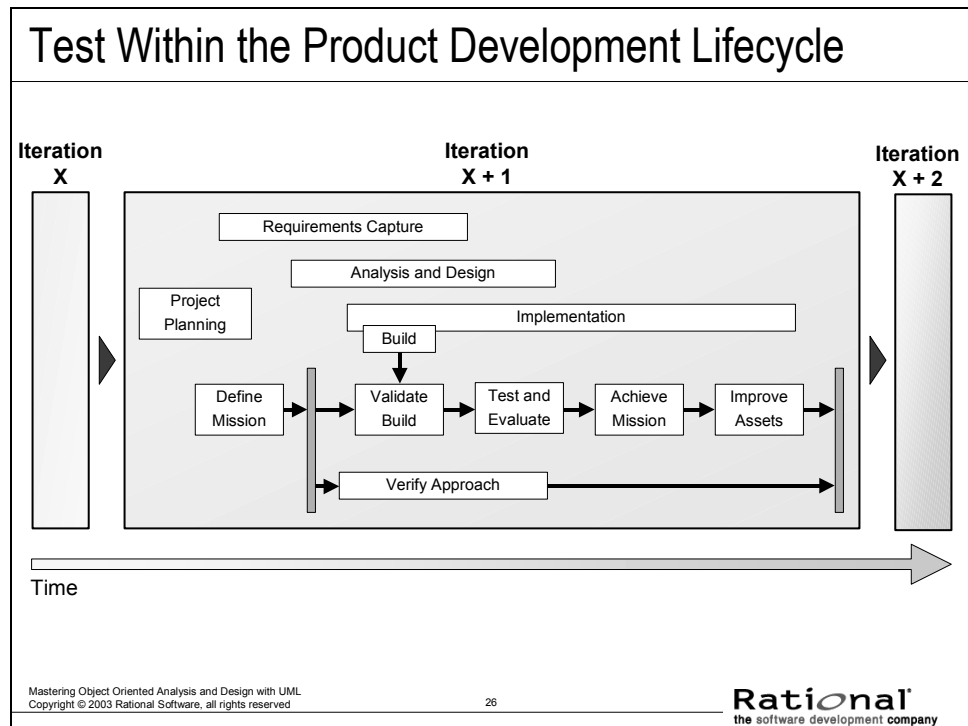 Test Within the Product Development Lifecycle
Iteration
X
Iteration
X + 1
Iteration
X + 2
Requirements Capture
Analysis and Design
Project
Planning
Implementation
Build
Define
Mission
Validate
Build
Test and
Evaluate
Achieve
Mission
Improve
Assets
Verify Approach
Time
Mastering Object Oriented Analysis and Design with UML
Copyright © 2003 Rational Software, all rights reserved
26
Rational
the software development company